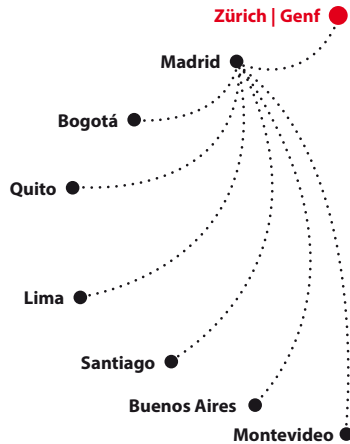 Zürich | Genf
Madrid
Bogotá
Quito
Lima
Santiago
Buenos Aires
Montevideo